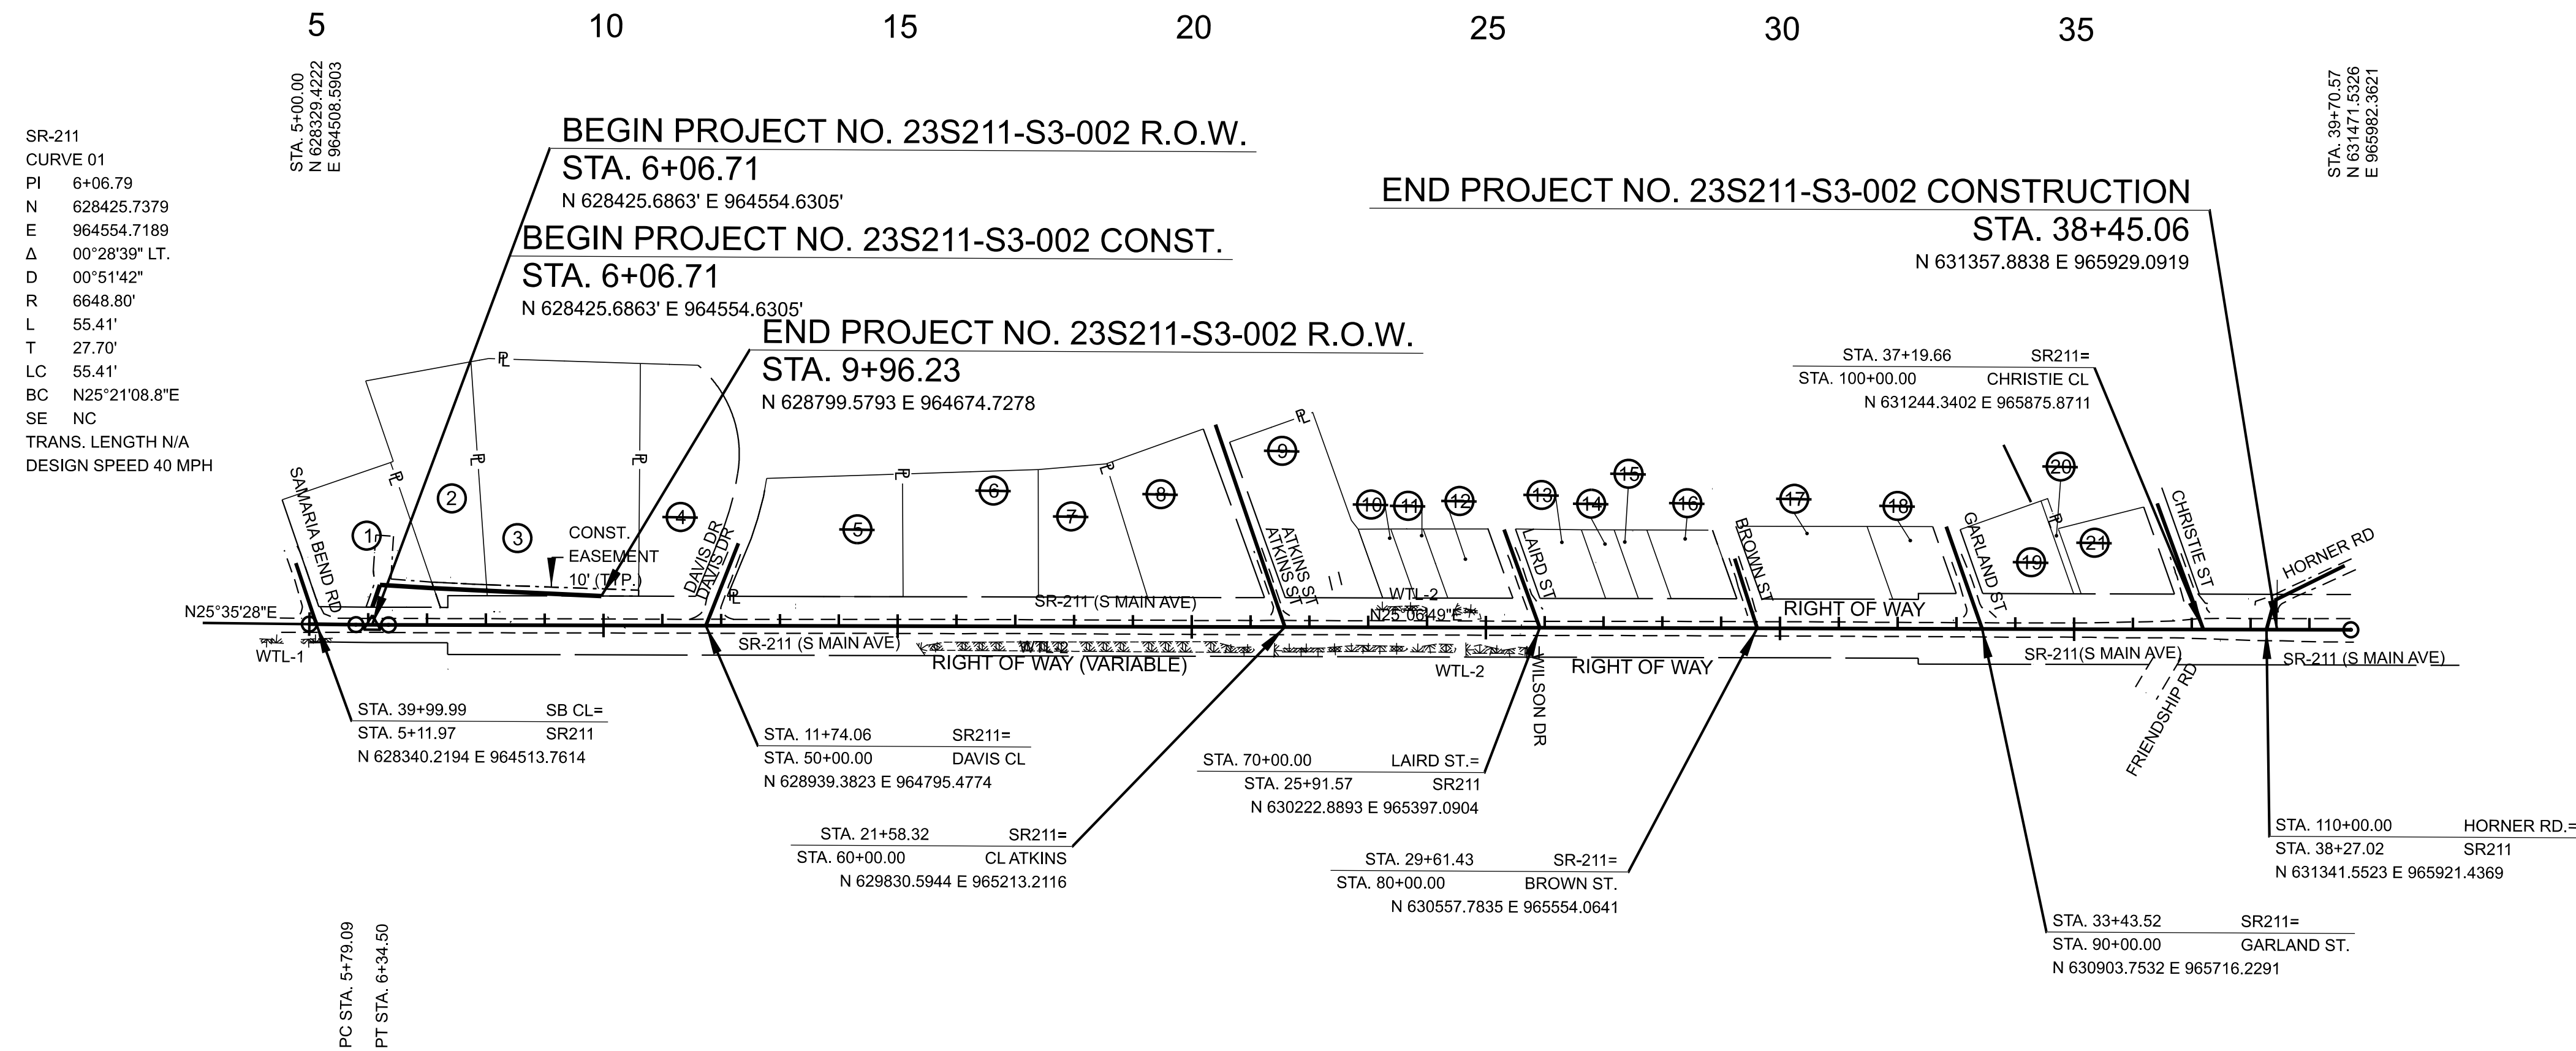 5
10
15
20
25
30
35
STA. 5+00.00
N 628329.4222
E 964508.5903
STA. 39+70.57
N 631471.5326
E 965982.3621
SR-211
CURVE 01
PI 6+06.79
N 628425.7379
E 964554.7189
Δ 00°28'39" LT.
D 00°51'42"
R 6648.80'
L 55.41'
T 27.70'
LC 55.41'
BC N25°21'08.8"E
SE NC
TRANS. LENGTH N/A
DESIGN SPEED 40 MPH
BEGIN PROJECT NO. 23S211-S3-002 R.O.W.
STA. 6+06.71
N 628425.6863' E 964554.6305'
BEGIN PROJECT NO. 23S211-S3-002 CONST.
STA. 6+06.71
N 628425.6863' E 964554.6305'
END PROJECT NO. 23S211-S3-002 R.O.W.
STA. 9+96.23
N 628799.5793 E 964674.7278
END PROJECT NO. 23S211-S3-002 CONSTRUCTION
STA. 38+45.06
N 631357.8838 E 965929.0919
STA. 37+19.66 SR211=
STA. 100+00.00 CHRISTIE CL
N 631244.3402 E 965875.8711
PL
PL
PL
PL
PL
PL
PL
PL
PL
PL
1
2
3
4
5
6
7
8
9
10
11
12
13
14
15
16
17
18
19
20
21
CONST.
EASEMENT
10' (TYP.)
SAMARIA BEND RD
DAVIS DR
DAVIS DR
ATKINS ST
ATKINS ST
LAIRD ST
BROWN ST
GARLAND ST.
CHRISTIE ST
HORNER RD
N25°35'28"E
SR-211 (S MAIN AVE)
WTL-2
N25°06'49"E
RIGHT OF WAY
WTL-1
SR-211 (S MAIN AVE)
WTL-2
RIGHT OF WAY (VARIABLE)
WTL-2
WILSON DR
RIGHT OF WAY
SR-211(S MAIN AVE)
SR-211 (S MAIN AVE)
FRIENDSHIP RD
STA. 39+99.99 SB CL=
STA. 5+11.97 SR211
N 628340.2194 E 964513.7614
STA. 11+74.06 SR211=
STA. 50+00.00 DAVIS CL
N 628939.3823 E 964795.4774
STA. 21+58.32 SR211=
STA. 60+00.00 CL ATKINS
N 629830.5944 E 965213.2116
STA. 70+00.00 LAIRD ST.=
STA. 25+91.57 SR211
N 630222.8893 E 965397.0904
STA. 29+61.43 SR-211=
STA. 80+00.00 BROWN ST.
N 630557.7835 E 965554.0641
STA. 110+00.00 HORNER RD.=
STA. 38+27.02 SR211
N 631341.5523 E 965921.4369
STA. 33+43.52 SR211=
STA. 90+00.00 GARLAND ST.
N 630903.7532 E 965716.2291
PC STA. 5+79.09
PT STA. 6+34.50